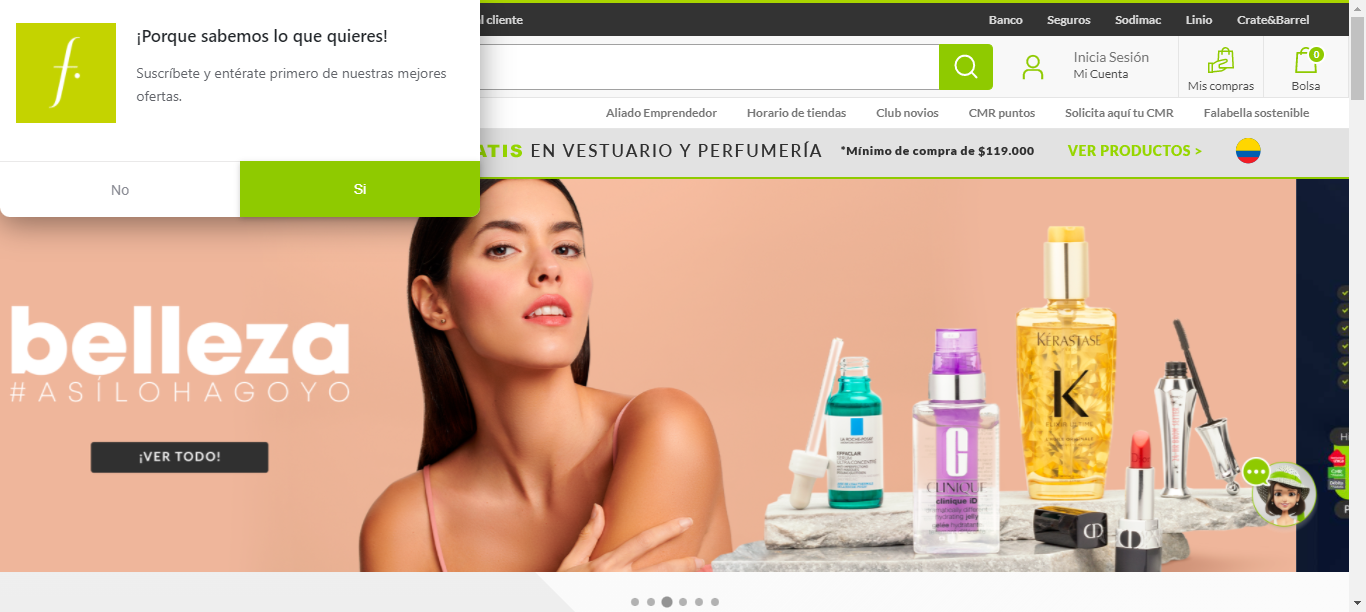 l cliente
Banco
Seguros
Sodimac
Linio
Crate&Barrel
f.
¡Porque sabemos lo que quieres!
Suscríbete y entérate primero de nuestras mejores
ofertas.
No
Si
Inicia Sesión
Mi Cuenta
Mis compras
0
Bolsa
Aliado Emprendedor
Horario de tiendas
Club novios
CMR puntos
Solicita aquí tu CMR
Falabella sostenible
ATIS EN VESTUARIO Y PERFUMERÍA
*Mínimo de compra de $119.000
VER PRODUCTOS >
belleza
#ASÍLOHAGOYO
¡VER TODO!
LA ROCHE-POSAY
EFFACLAR
SERUM
CLINIQUE
clinique iD
KÉRASTASE
K